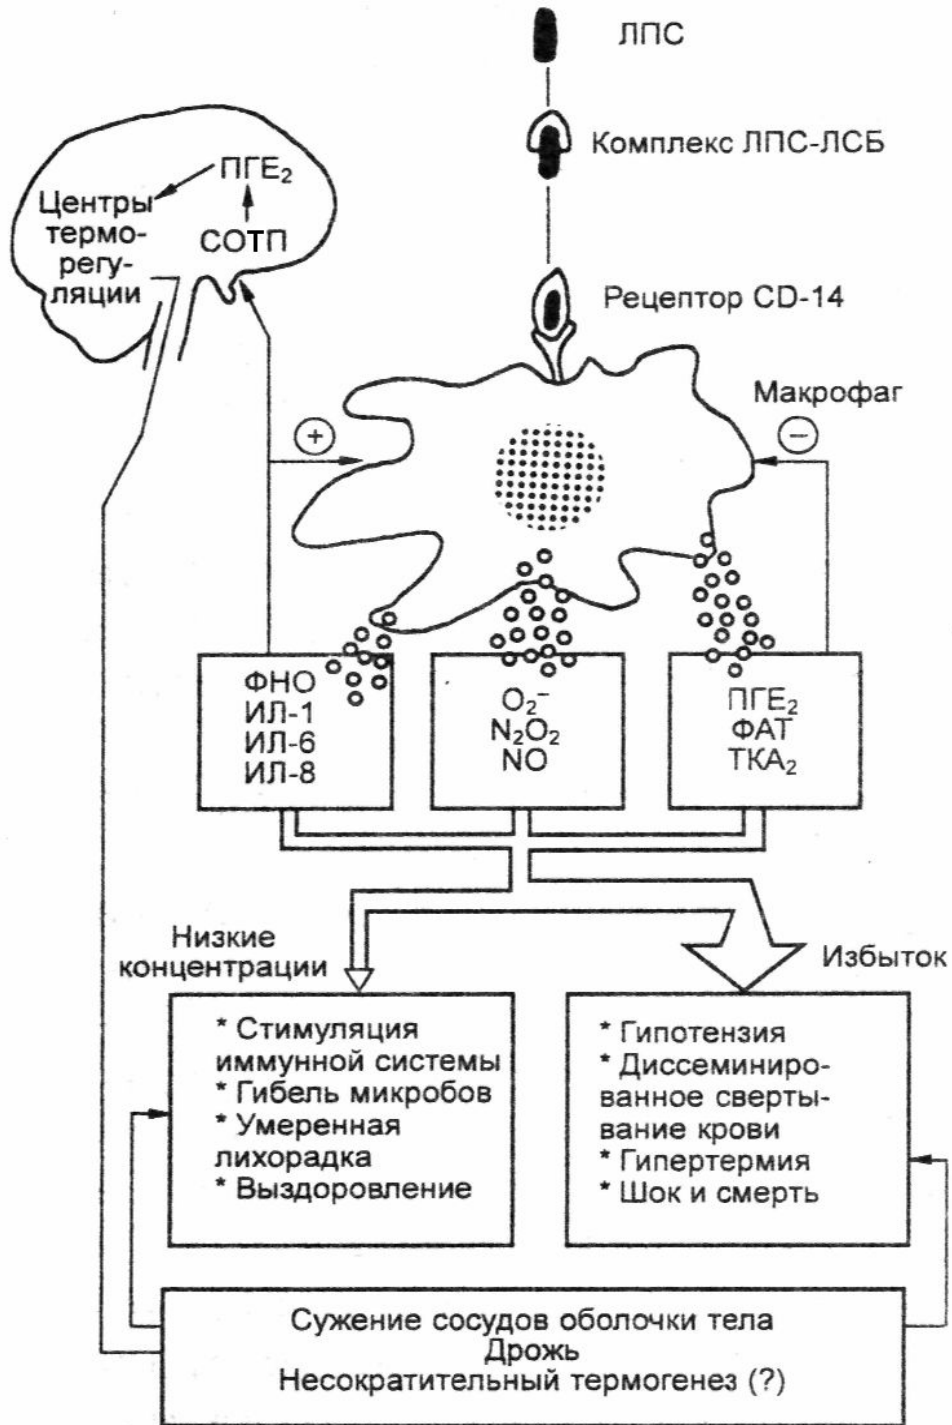 ЛПС
Комплекс ЛПС-ЛСБ
ПГЕ₂
Центры
термо-
регу-
ляции
СОТП
Рецептор CD-14
Макрофаг
+
−
ФНО
ИЛ-1
ИЛ-6
ИЛ-8
O₂⁻
N₂O₂
NO
ПГЕ₂
ФАТ
ТКА₂
Низкие
концентрации
Избыток
* Стимуляция
иммунной системы
* Гибель микробов
* Умеренная
лихорадка
* Выздоровление
* Гипотензия
* Диссеминиро-
ванное сверты-
вание крови
* Гипертермия
* Шок и смерть
Сужение сосудов оболочки тела
Дрожь
Несократительный термогенез (?)